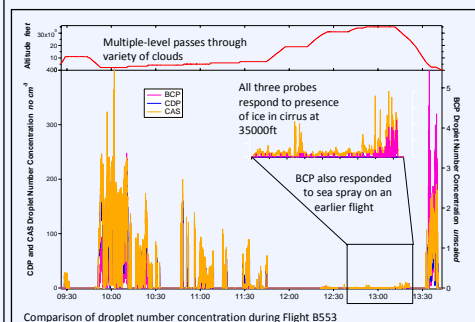 Altitude feet
30x10³
20
10
0
Multiple-level passes through
variety of clouds
CDP and CAS Droplet Number Concentration no cm⁻³
400
300
200
100
0
BCP
CDP
CAS
All three probes
respond to presence
of ice in cirrus at
35000ft
BCP also responded
to sea spray on an
earlier flight
BCP Droplet Number Concentration unscaled
5
4
3
2
1
0
09:30 10:00 10:30 11:00 11:30 12:00 12:30 13:00 13:30
Comparison of droplet number concentration during Flight B553